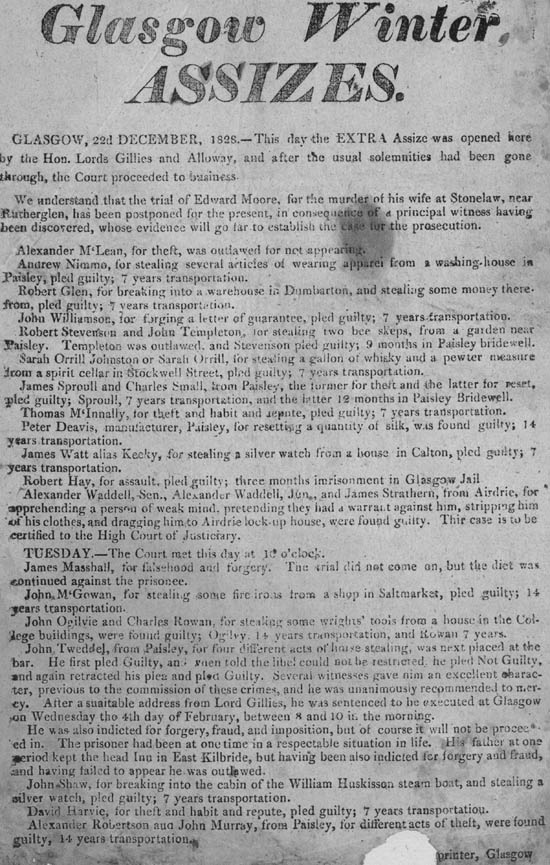 Glasgow Winter.
ASSIZES.
GLASGOW, 22d DECEMBER, 1828.—This day the EXTRA Assize was opened here
by the Hon. Lords Gillies and Alloway, and after the usual solemnities had been gone
through, the Court proceeded to business.
We understand that the trial of Edward Moore, for the murder of his wife at Stonelaw, near
Rutherglen, has been postponed for the present, in consequence of a principal witness having
been discovered, whose evidence will go far to establish the case for the prosecution.
Alexander M'Lean, for theft, was outlawed for not appearing.
Andrew Nimmo, for stealing several articles of wearing apparel from a washing-house in
Paisley, pled guilty; 7 years transportation.
Robert Glen, for breaking into a warehouse in Dumbarton, and stealing some money there-
from, pled guilty; 7 years transportation.
John Williamson, for forging a letter of guarantee, pled guilty; 7 years transportation.
Robert Stevenson and John Templeton, for stealing two bee skeps, from a garden near
Paisley. Templeton was outlawed, and Stevenson pled guilty; 9 months in Paisley bridewell.
Sarah Orrill Johnston or Sarah Orrill, for stealing a gallon of whisky and a pewter measure
from a spirit cellar in Stockwell Street, pled guilty; 7 years transportation.
James Sproull and Charles Small, from Paisley, the former for theft and the latter for reset,
pled guilty; Sproull, 7 years transportation, and the latter 12 months in Paisley Bridewell.
Thomas M'Innally, for theft and habit and repute, pled guilty; 7 years transportation.
Peter Deavis, manufacturer, Paisley, for resetting a quantity of silk, was found guilty; 14
years transportation.
James Watt alias Kecky, for stealing a silver watch from a house in Calton, pled guilty; 7
years transportation.
Robert Hay, for assault, pled guilty; three months imrisonment in Glasgow Jail
Alexander Waddell, Sen., Alexander Waddell, Jun., and James Strathern, from Airdrie, for
apprehending a person of weak mind, pretending they had a warrant against him, stripping him
of his clothes, and dragging him to Airdrie lock-up house, were found guilty. This case is to be
certified to the High Court of Justiciary.
TUESDAY.—The Court met this day at 10 o'clock.
James Masshall, for falsehood and forgery. The trial did not come on, but the diet was
continued against the prisonee.
John M'Gowan, for stealing some fire irons from a shop in Saltmarket, pled guilty; 14
years transportation.
John Ogilvie and Charles Rowan, for stealing some wrights' tools from a house in the Col-
lege buildings, were found guilty; Ogilvy, 14 years transportation, and Rowan 7 years.
John Tweddel, from Paisley, for four different acts of horse stealing, was next placed at the
bar. He first pled Guilty, and when told the libel could not be restricted, he pled Not Guilty,
and again retracted his plea and pled Guilty. Several witnesses gave him an excellent charac-
ter, previous to the commission of these crimes, and he was unanimously recommended to mer-
cy. After a suaitable address from Lord Gillies, he was sentenced to be executed at Glasgow
on Wednesday tho 4th day of February, between 8 and 10 in the morning.
He was also indicted for forgery, fraud, and imposition, but of course it will not be procee
ed in. The prisoner had been at one time in a respectable situation in life. His father at one
period kept the head Inn in East Kilbride, but having been also indicted for forgery and fraud,
and having failed to appear he was outlawed.
John Shaw, for breaking into the cabin of the William Huskisson steam boat, and stealing a
silver watch, pled guilty; 7 years transportation.
David Harvie, for theft and habit and repute, pled guilty; 7 years transportation.
Alexander Robertson and John Murray, from Paisley, for different acts of theft, were found
guilty, 14 years transportation.
printer, Glasgow